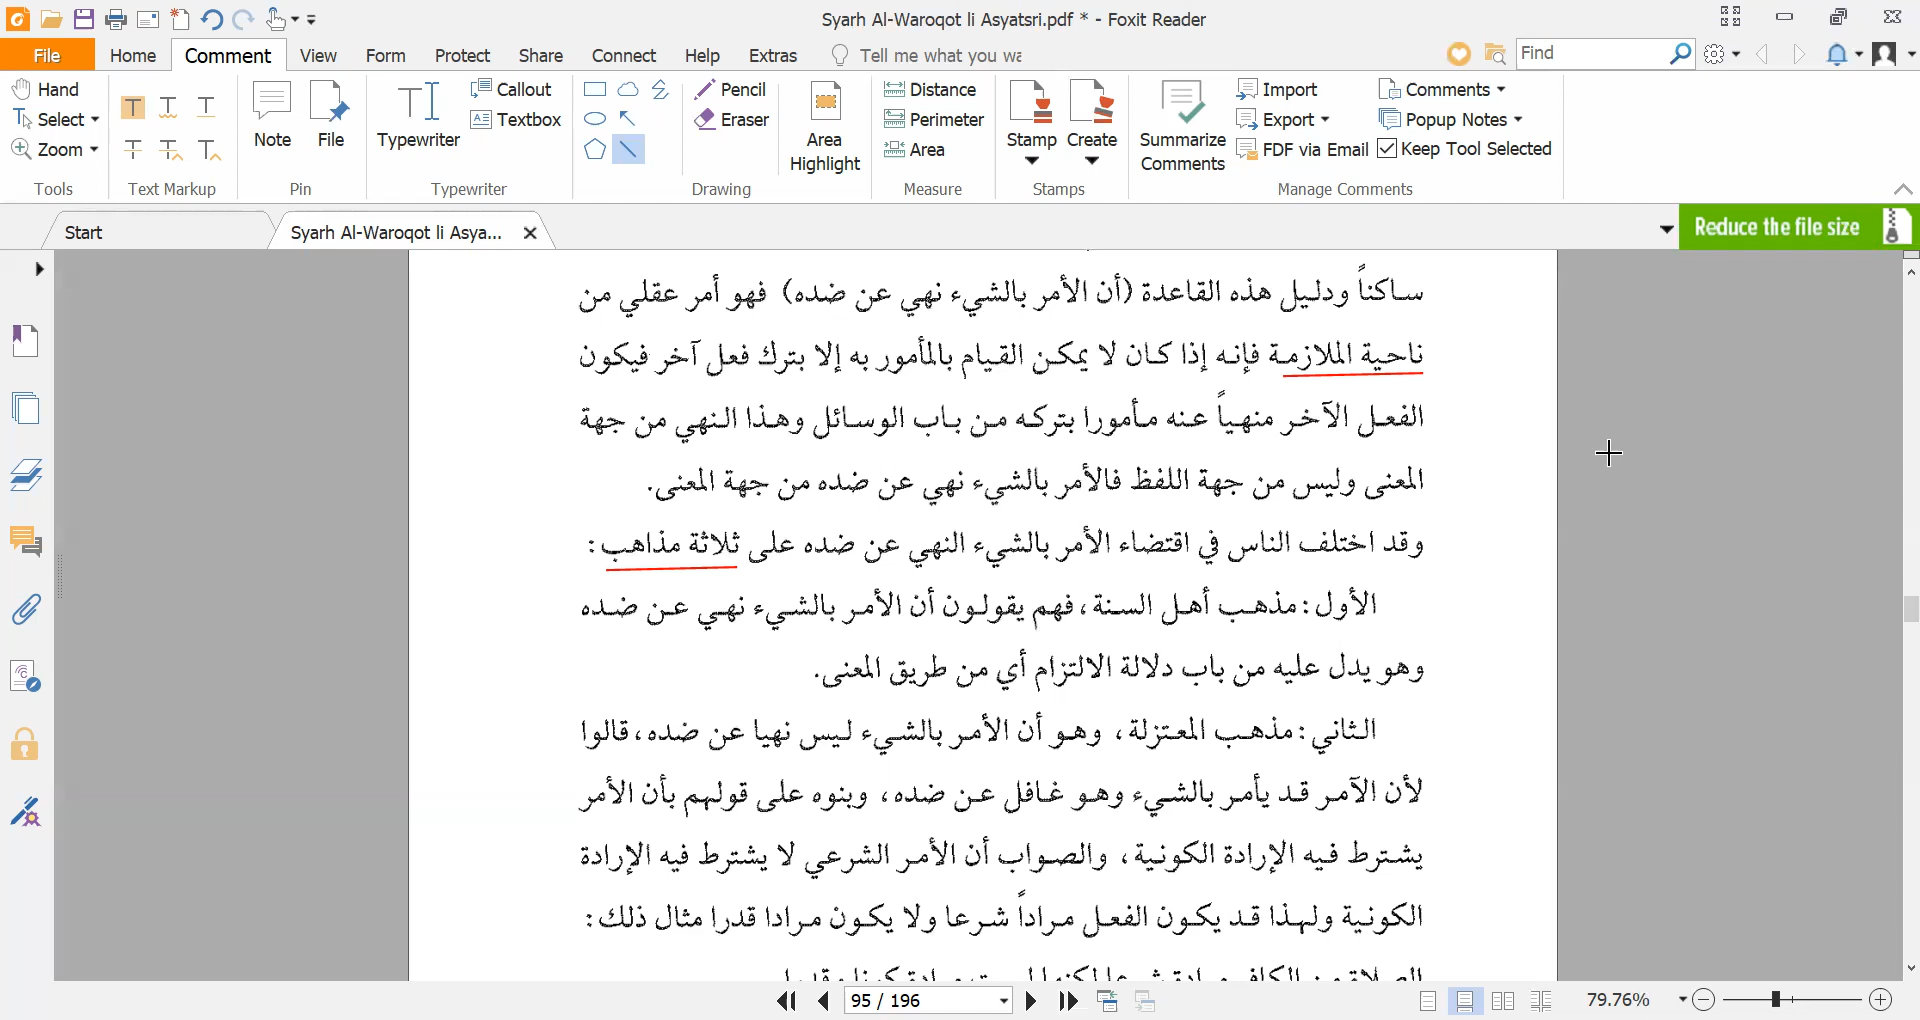 Syarh Al-Waroqot li Asyatsri.pdf * - Foxit Reader
File Home Comment View Form Protect Share Connect Help Extras Tell me what you wa Find
Hand
Select
Zoom
Tools
Text Markup
Note File
Pin
Typewriter
Callout
Textbox
Typewriter
Pencil
Eraser
Drawing
Area
Highlight
Distance
Perimeter
Area
Measure
Stamp Create
Stamps
Summarize
Comments
Import
Export
FDF via Email
Comments
Popup Notes
Keep Tool Selected
Manage Comments
Start Syarh Al-Waroqot li Asya... Reduce the file size
ساكناً ودليل هذه القاعدة (أن الأمر بالشيء نهي عن ضده) فهو أمر عقلي من
ناحية الملازمة فإنه إذا كان لا يمكن القيام بالمأمور به إلا بترك فعل آخر فيكون
الفعل الآخر منهياً عنه مأمورا بتركه من باب الوسائل وهذا النهي من جهة
المعنى وليس من جهة اللفظ فالأمر بالشيء نهي عن ضده من جهة المعنى.
وقد اختلف الناس في اقتضاء الأمر بالشيء النهي عن ضده على ثلاثة مذاهب :
الأول : مذهب أهل السنة ، فهم يقولون أن الأمر بالشيء نهي عن ضده
وهو يدل عليه من باب دلالة الالتزام أي من طريق المعنى.
الثاني : مذهب المعتزلة ، وهو أن الأمر بالشيء ليس نهيا عن ضده ، قالوا
لأن الآمر قد يأمر بالشيء وهو غافل عن ضده ، وبنوه على قولهم بأن الأمر
يشترط فيه الإرادة الكونية ، والصواب أن الأمر الشرعي لا يشترط فيه الإرادة
الكونية ولهذا قد يكون الفعل مراداً شرعا ولا يكون مرادا قدرا مثال ذلك :
95 / 196 79.76%